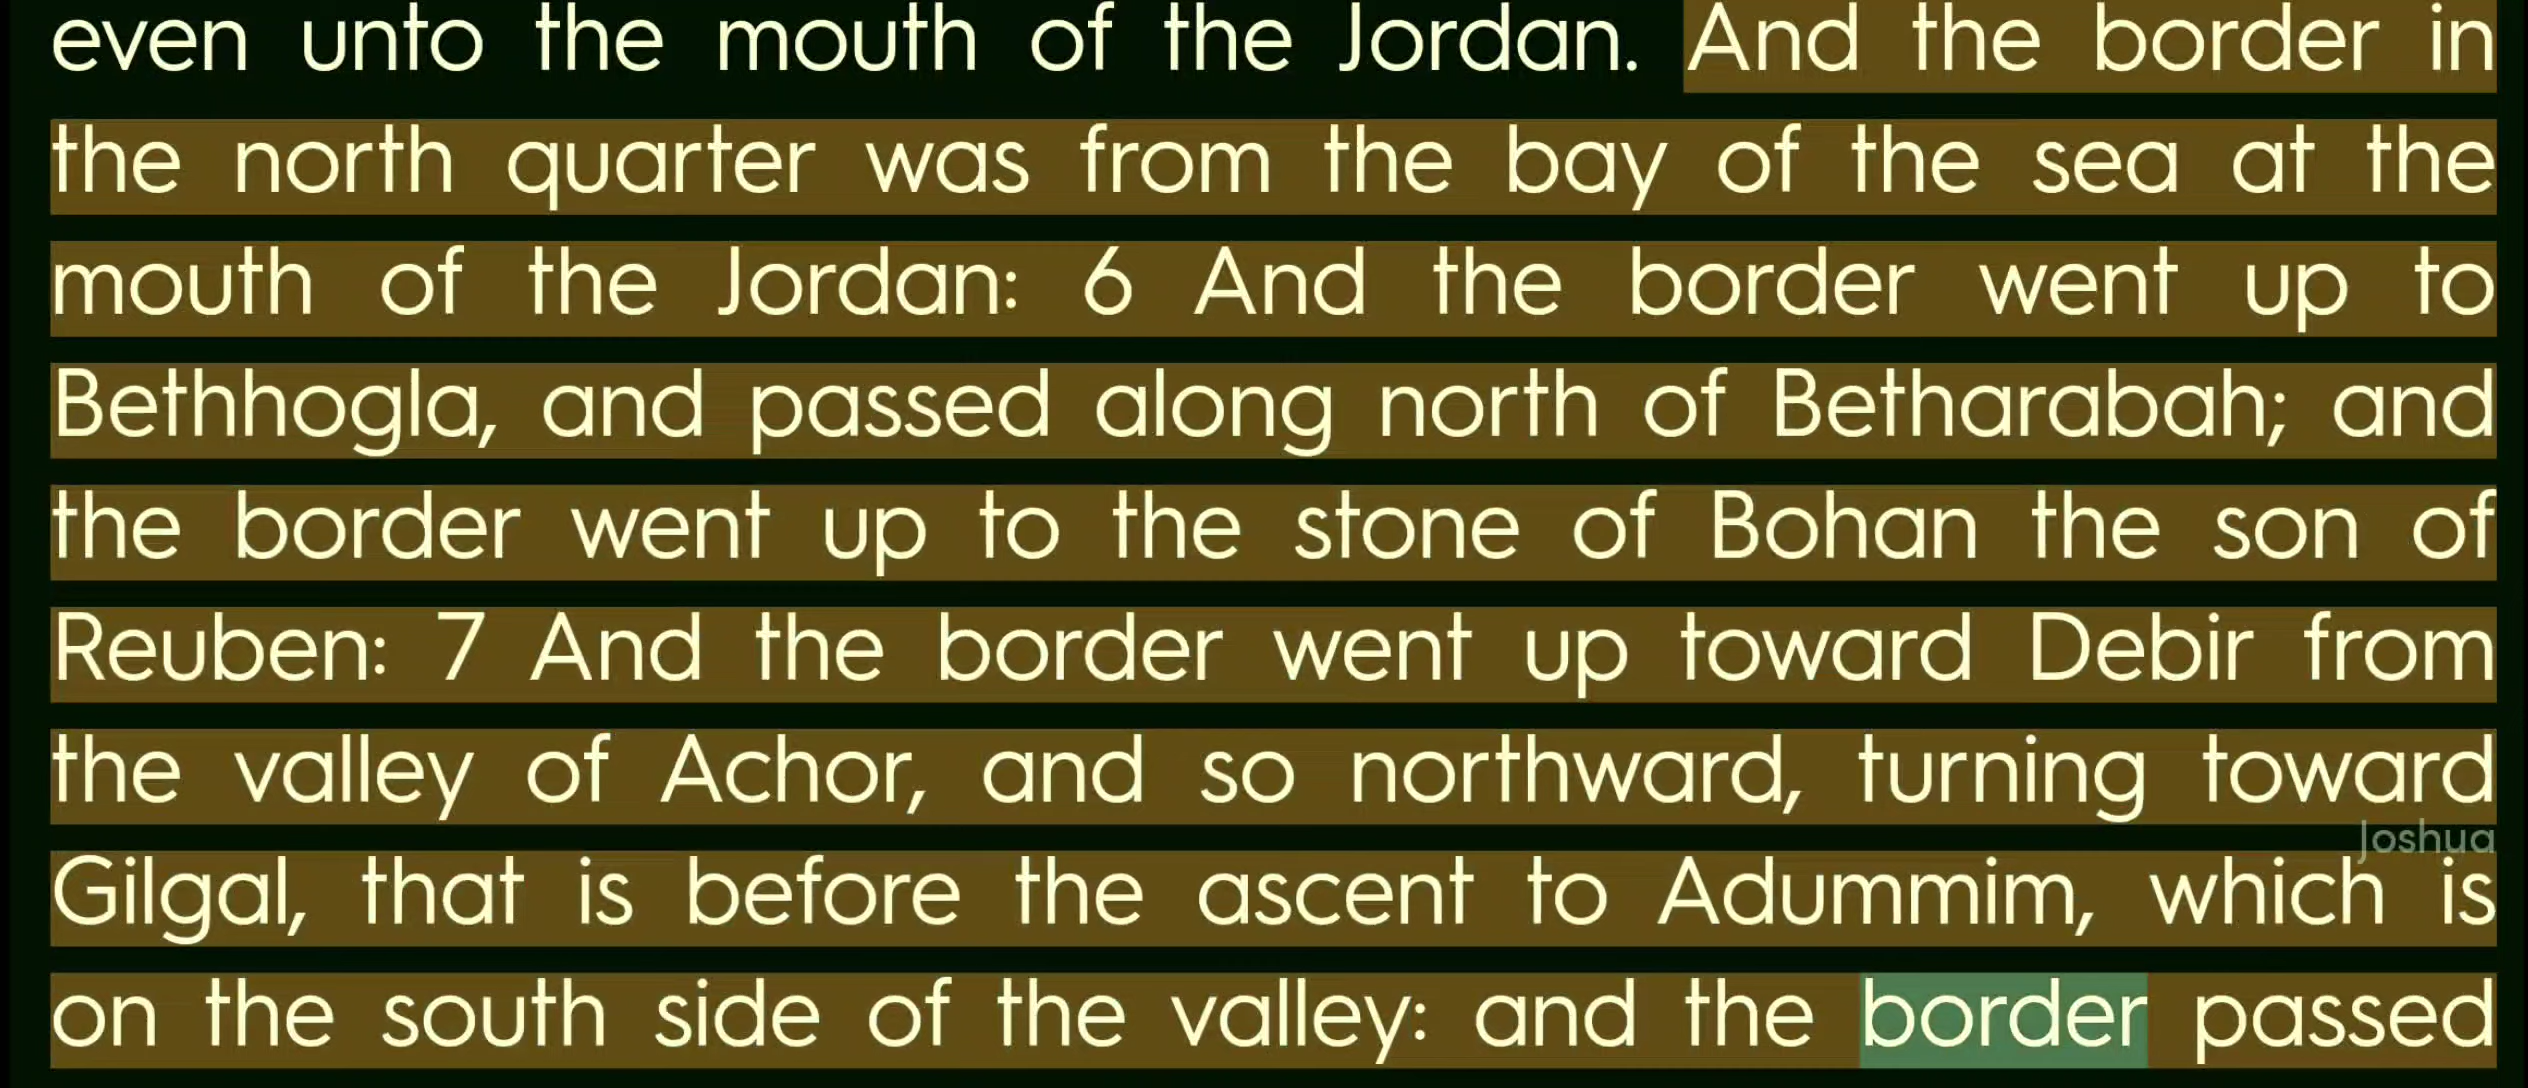 even unto the mouth of the Jordan. And the border in
the north quarter was from the bay of the sea at the
mouth of the Jordan: 6 And the border went up to
Bethhogla, and passed along north of Betharabah; and
the border went up to the stone of Bohan the son of
Reuben: 7 And the border went up toward Debir from
the valley of Achor, and so northward, turning toward
Joshua
Gilgal, that is before the ascent to Adummim, which is
on the south side of the valley: and the border passed